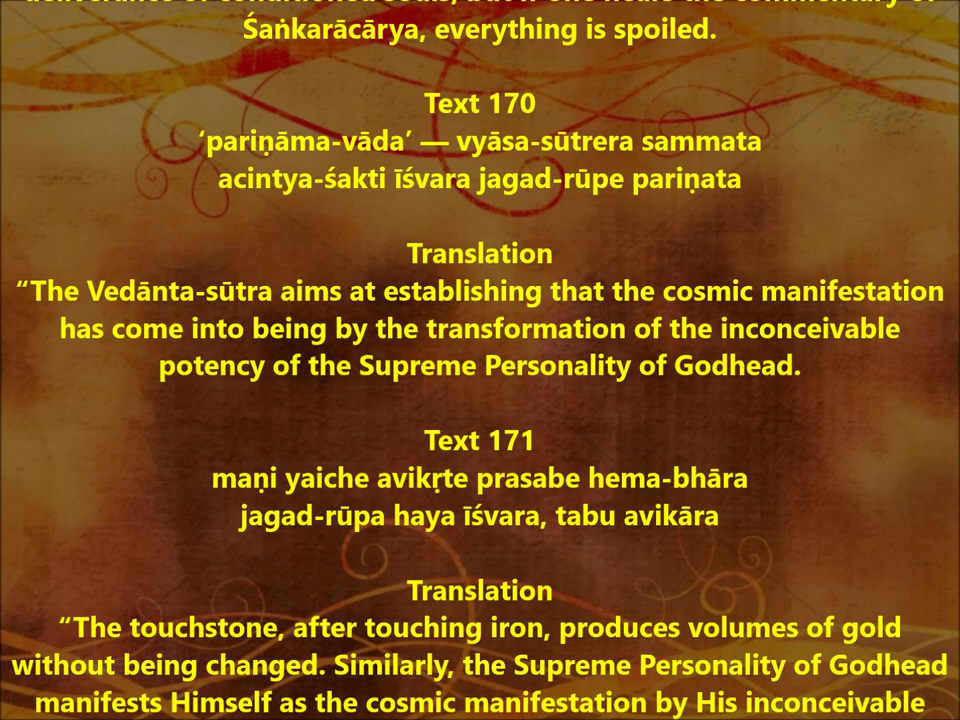 Śaṅkarācārya, everything is spoiled.
Text 170
‘pariṇāma-vāda’ — vyāsa-sūtrera sammata
acintya-śakti īśvara jagad-rūpe pariṇata
Translation
“The Vedānta-sūtra aims at establishing that the cosmic manifestation
has come into being by the transformation of the inconceivable
potency of the Supreme Personality of Godhead.
Text 171
maṇi yaiche avikṛte prasabe hema-bhāra
jagad-rūpa haya īśvara, tabu avikāra
Translation
“The touchstone, after touching iron, produces volumes of gold
without being changed. Similarly, the Supreme Personality of Godhead
manifests Himself as the cosmic manifestation by His inconceivable